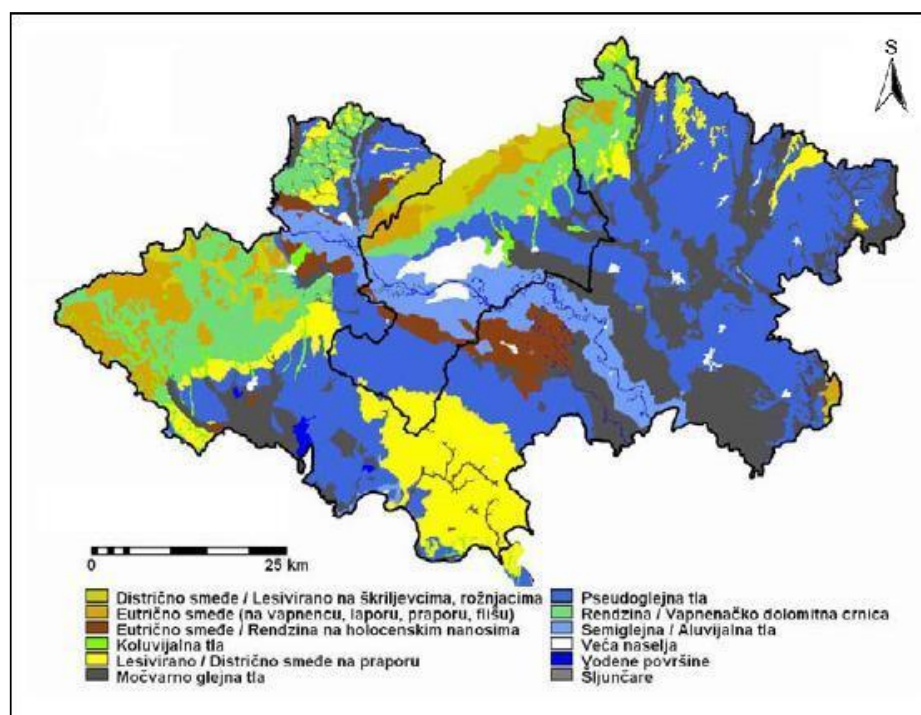 S
0 25 km
Distrično smeđe / Lesivirano na škriljevcima, rožnjacima
Eutrično smeđe (na vapnencu, laporu, praporu, flišu)
Eutrično smeđe / Rendzina na holocenskim nanosima
Koluvijalna tla
Lesivirano / Distrično smeđe na praporu
Močvarno glejna tla
Pseudoglejna tla
Rendzina / Vapnenačko dolomitna crnica
Semiglejna / Aluvijalna tla
Veća naselja
Vodene površine
Šljunčare